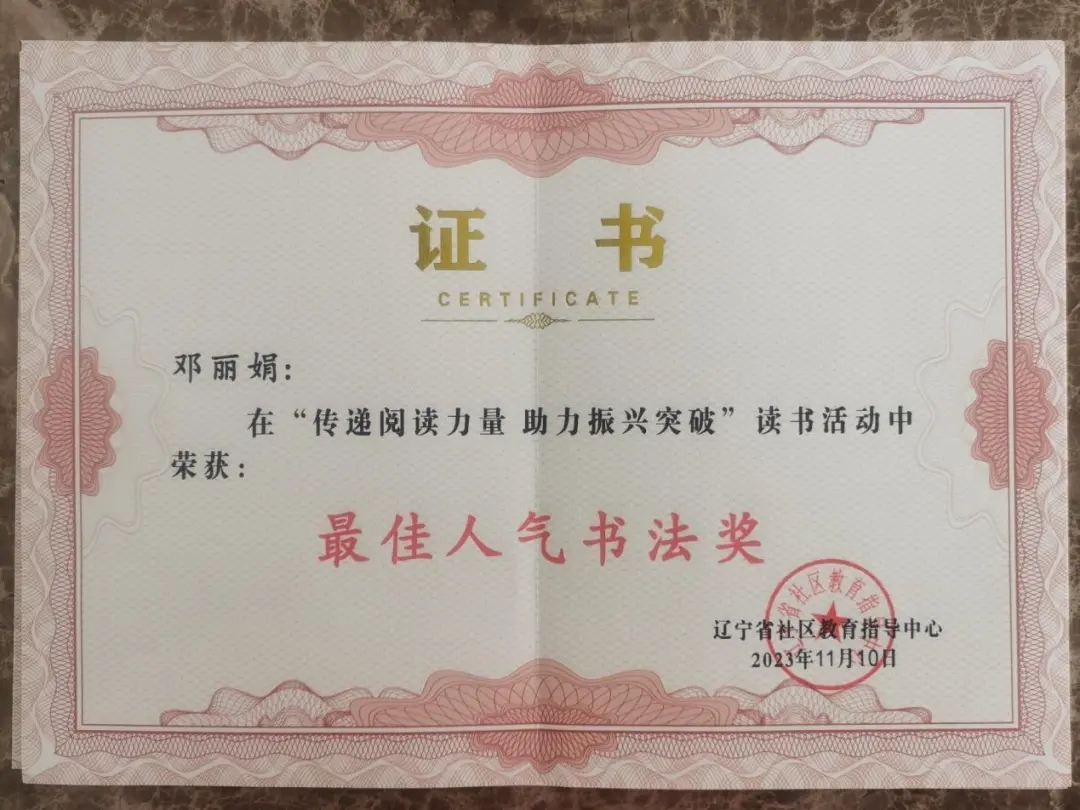 证 书
CERTIFICATE
邓丽娟：
在“传递阅读力量 助力振兴突破”读书活动中
荣获：
最佳人气书法奖
辽宁省社区教育指导中心
2023年11月10日